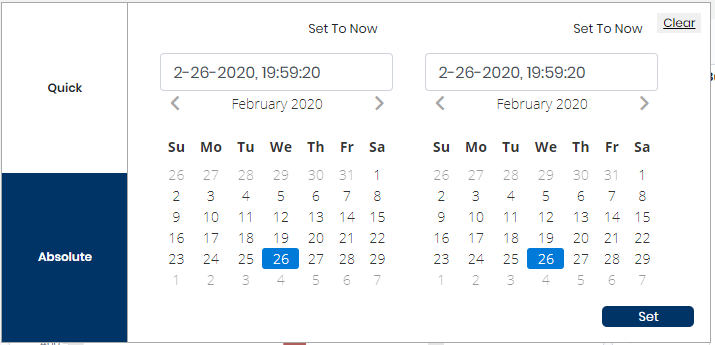 Quick
Absolute
Clear
Set To Now
2-26-2020, 19:59:20
February 2020
Su Mo Tu We Th Fr Sa
26 27 28 29 30 31 1
2 3 4 5 6 7 8
9 10 11 12 13 14 15
16 17 18 19 20 21 22
23 24 25 26 27 28 29
1 2 3 4 5 6 7
Set To Now
2-26-2020, 19:59:20
February 2020
Su Mo Tu We Th Fr Sa
26 27 28 29 30 31 1
2 3 4 5 6 7 8
9 10 11 12 13 14 15
16 17 18 19 20 21 22
23 24 25 26 27 28 29
1 2 3 4 5 6 7
Set